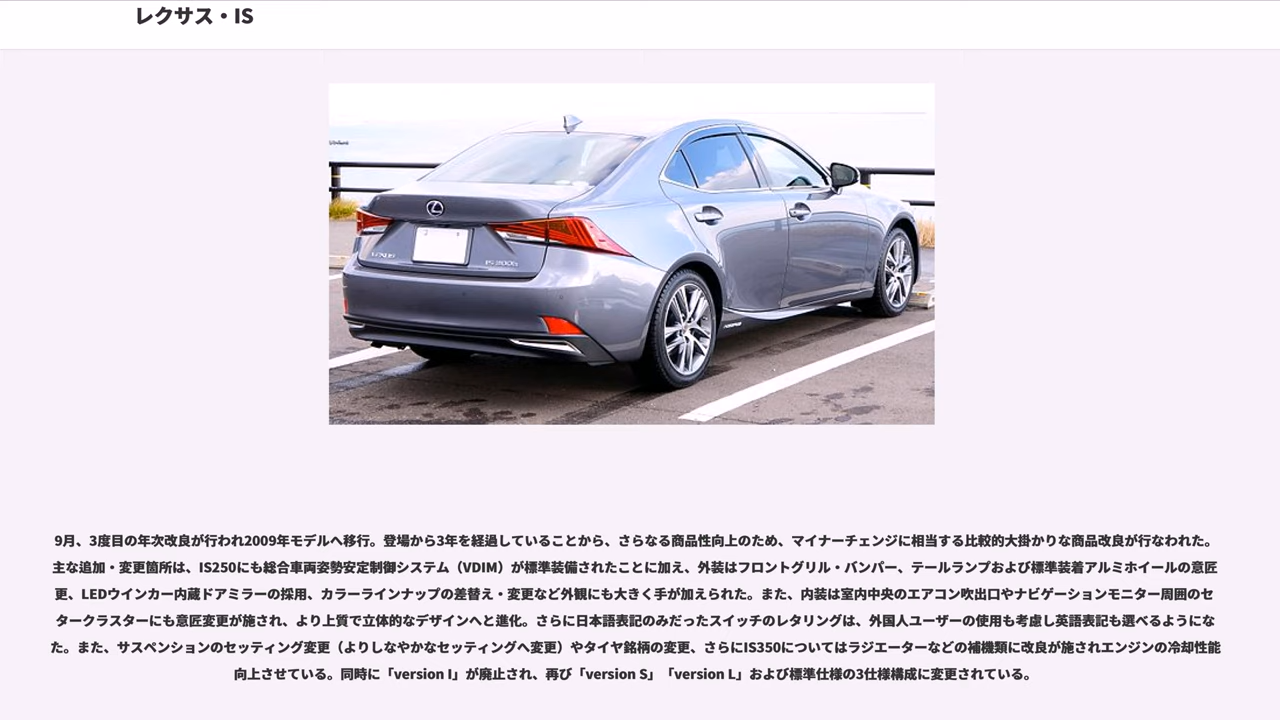 レクサス・IS
LEXUS
9月、3度目の年次改良が行われ2009年モデルへ移行。登場から3年を経過していることから、さらなる商品性向上のため、マイナーチェンジに相当する比較的大掛かりな商品改良が行なわれた。
主な追加・変更箇所は、IS250にも総合車両姿勢安定制御システム（VDIM）が標準装備されたことに加え、外装はフロントグリル・バンパー、テールランプおよび標準装着アルミホイールの意匠
更、LEDウインカー内蔵ドアミラーの採用、カラーラインナップの差替え・変更など外観にも大きく手が加えられた。また、内装は室内中央のエアコン吹出口やナビゲーションモニター周囲のセ
タークラスターにも意匠変更が施され、より上質で立体的なデザインへと進化。さらに日本語表記のみだったスイッチのレタリングは、外国人ユーザーの使用も考慮し英語表記も選べるようにな
た。また、サスペンションのセッティング変更（よりしなやかなセッティングへ変更）やタイヤ銘柄の変更、さらにIS350についてはラジエーターなどの補機類に改良が施されエンジンの冷却性能
向上させている。同時に「version I」が廃止され、再び「version S」「version L」および標準仕様の3仕様構成に変更されている。